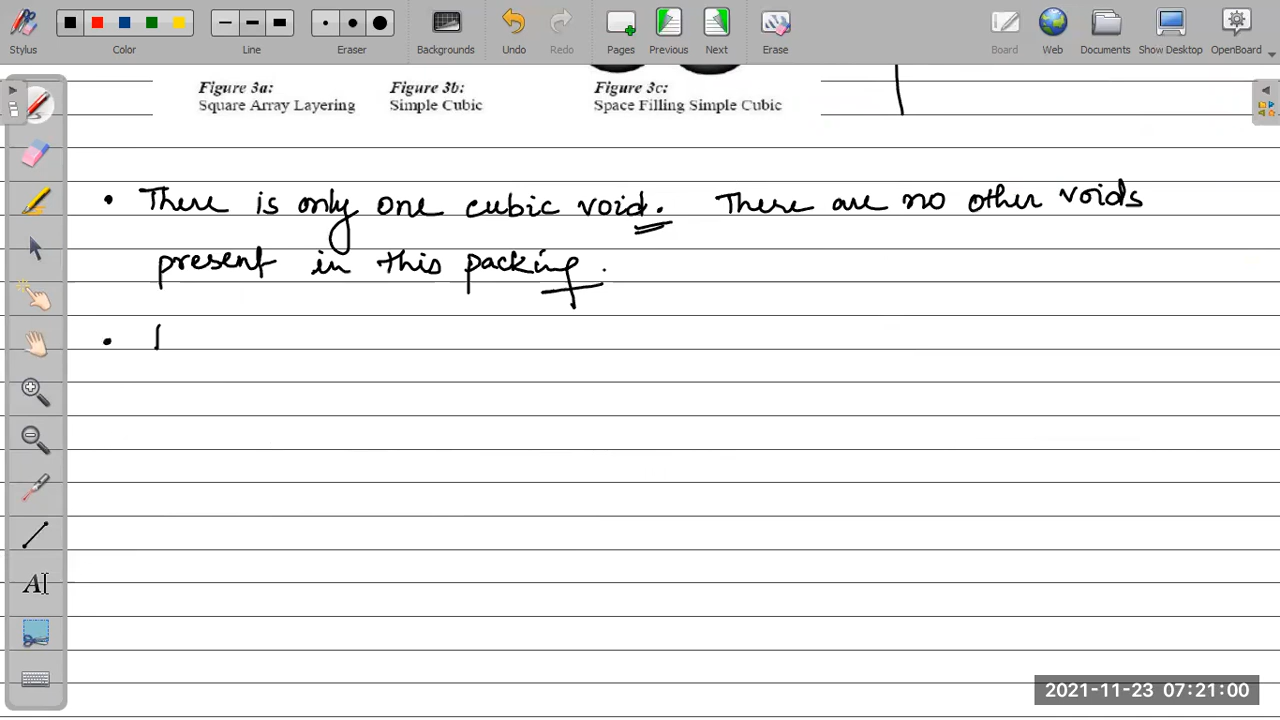 Stylus Color Line Eraser Backgrounds Undo Redo Pages Previous Next Erase Board Web Documents Show Desktop OpenBoard
Figure 3a: Figure 3b: Figure 3c:
Square Array Layering Simple Cubic Space Filling Simple Cubic
• There is only one cubic void. There are no other voids
present in this packing.
•
AI
2021-11-23 07:21:00